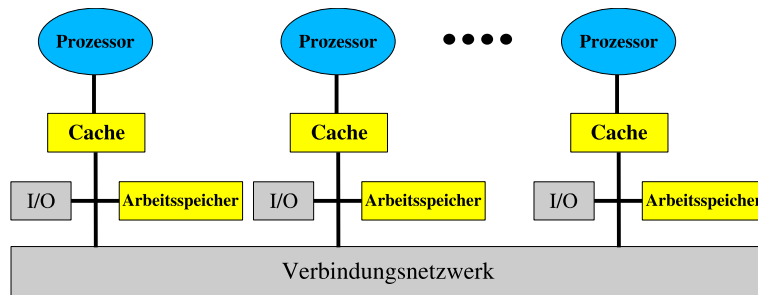 Prozessor Prozessor Prozessor
Cache Cache Cache
I/O Arbeitsspeicher I/O Arbeitsspeicher I/O Arbeitsspeicher
Verbindungsnetzwerk